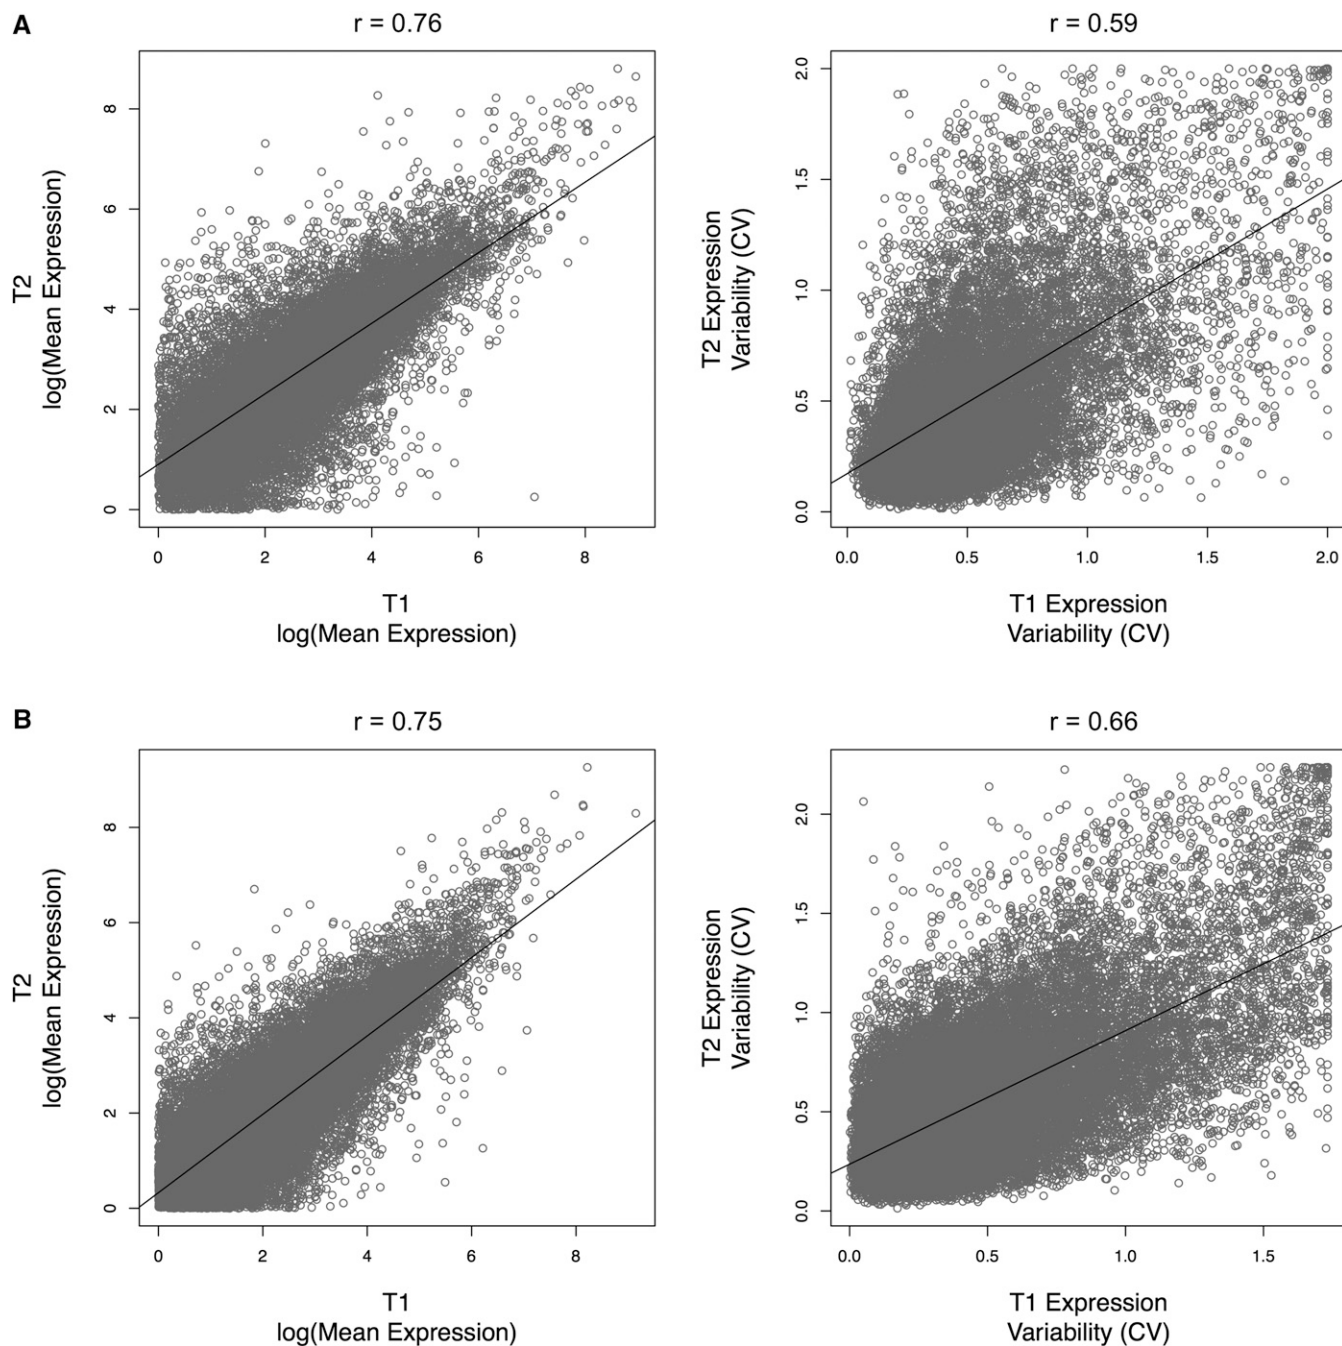 A
r = 0.76
T2
log(Mean Expression)
8
6
4
2
0
0 2 4 6 8
T1
log(Mean Expression)
r = 0.59
T2 Expression
Variability (CV)
2.0
1.5
1.0
0.5
0.0
0.0 0.5 1.0 1.5 2.0
T1 Expression
Variability (CV)
B
r = 0.75
T2
log(Mean Expression)
8
6
4
2
0
0 2 4 6 8
T1
log(Mean Expression)
r = 0.66
T2 Expression
Variability (CV)
2.0
1.5
1.0
0.5
0.0
0.0 0.5 1.0 1.5
T1 Expression
Variability (CV)